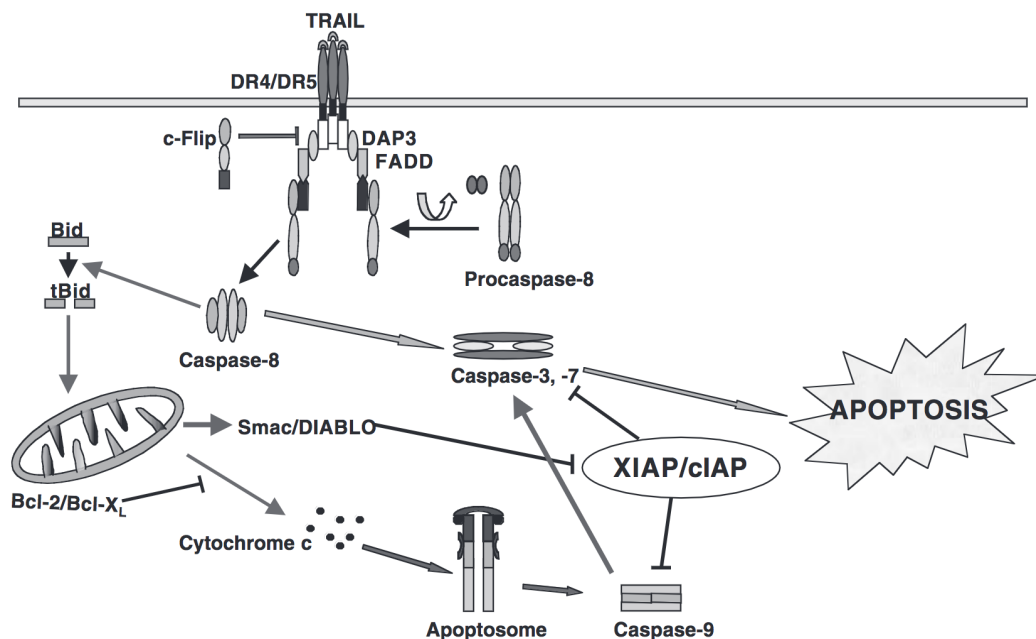 TRAIL
DR4/DR5
c-Flip
DAP3
FADD
Bid
tBid
Procaspase-8
Caspase-8
Caspase-3, -7
APOPTOSIS
Smac/DIABLO
XIAP/cIAP
Bcl-2/Bcl-XL
Cytochrome c
Apoptosome
Caspase-9